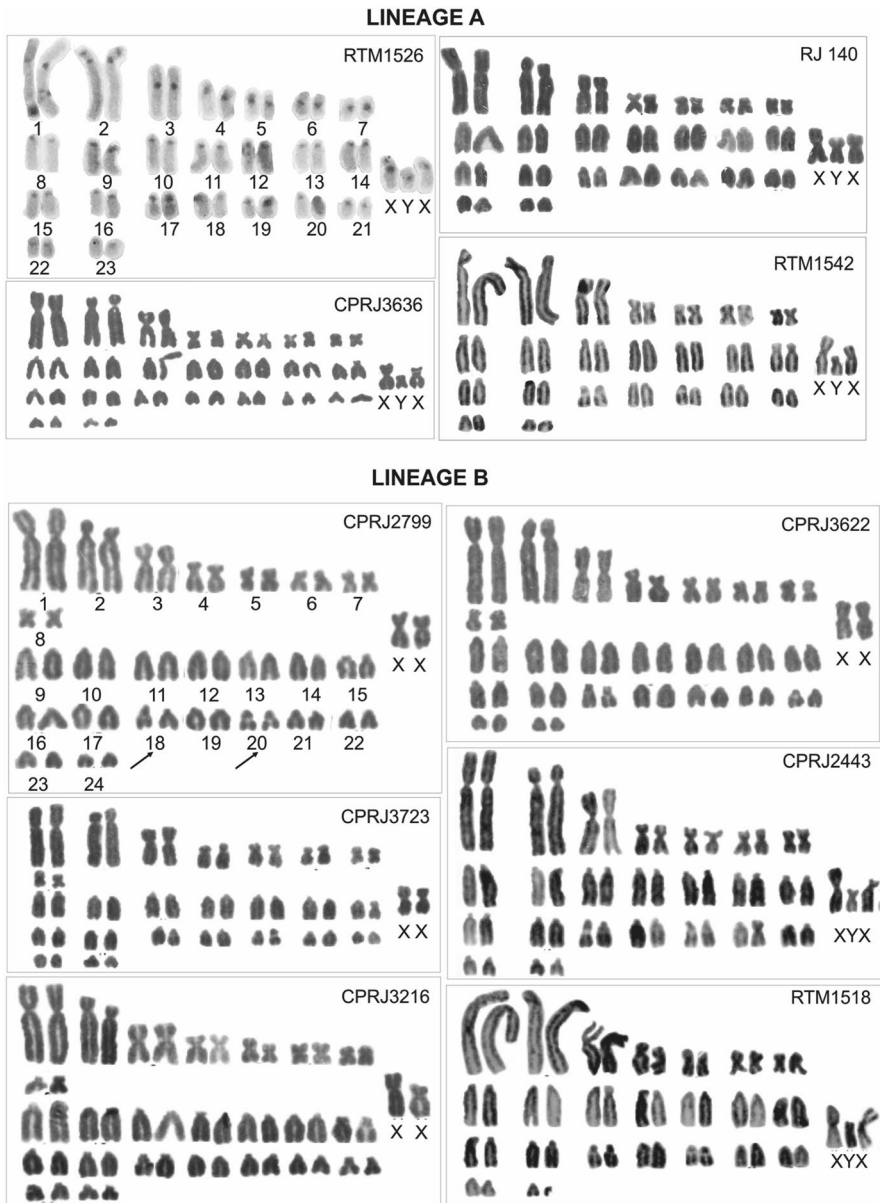 LINEAGE A
RTM1526
1 2 3 4 5 6 7
8 9 10 11 12 13 14
X Y X
15 16 17 18 19 20 21
22 23
RJ 140
X Y X
CPRJ3636
X Y X
RTM1542
X Y X
LINEAGE B
CPRJ2799
1 2 3 4 5 6 7
8
X X
9 10 11 12 13 14 15
16 17 18 19 20 21 22
23 24
CPRJ3622
X X
CPRJ3723
X X
CPRJ2443
XYX
CPRJ3216
X X
RTM1518
XYX